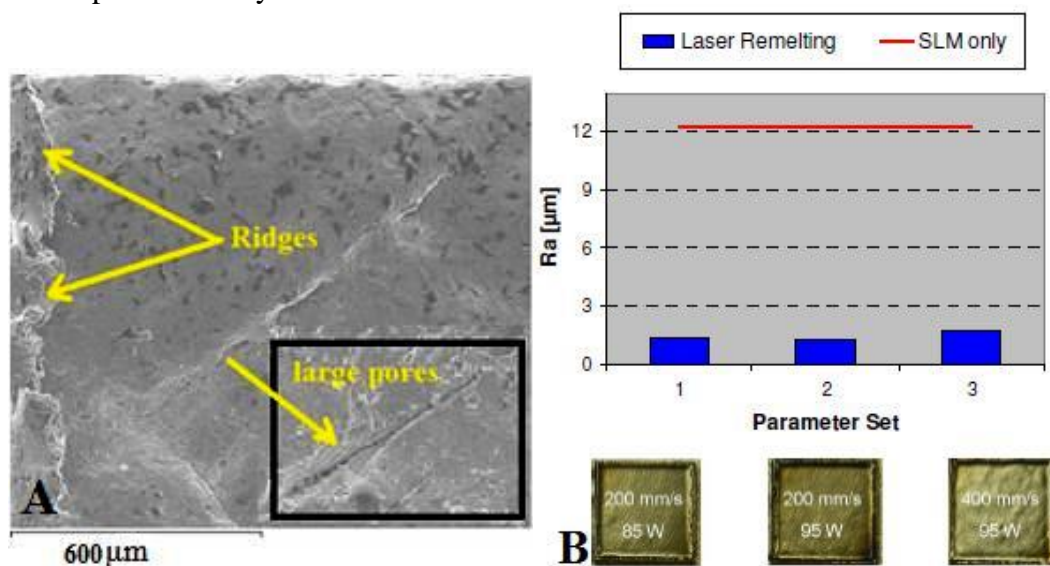 Laser Remelting
SLM only
Ridges
large pores
A
600 µm
Ra [µm]
12
9
6
3
0
1
2
3
Parameter Set
200 mm/s
85 W
200 mm/s
95 W
400 mm/s
95 W
B